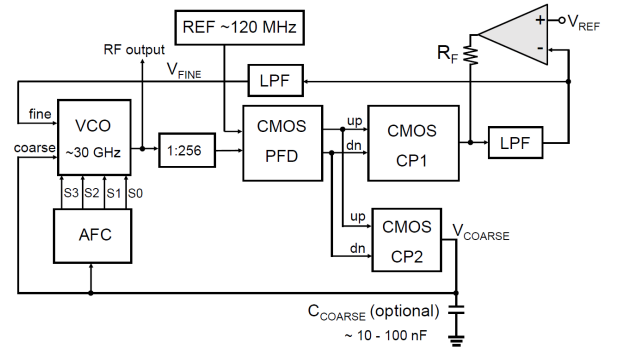 REF ~120 MHz
+
V_REF
-
R_F
RF output
V_FINE
LPF
fine
coarse
VCO
~30 GHz
1:256
CMOS
PFD
up
dn
CMOS
CP1
LPF
S3 S2 S1 S0
AFC
up
dn
CMOS
CP2
V_COARSE
C_COARSE (optional)
~ 10 - 100 nF